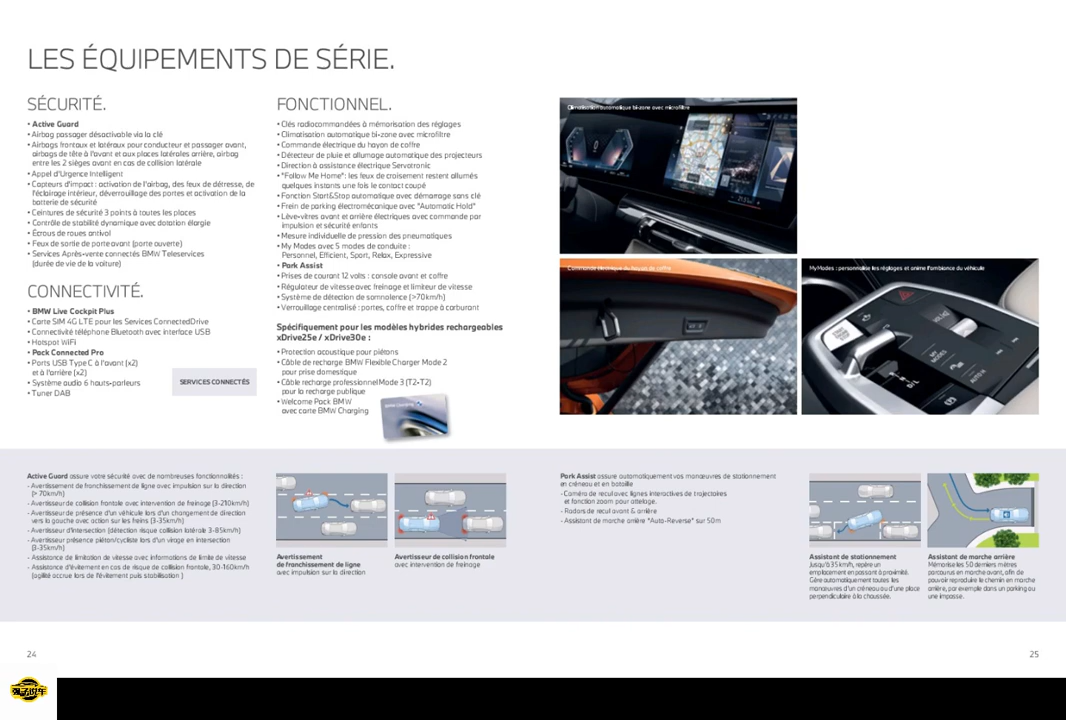 LES ÉQUIPEMENTS DE SÉRIE.
SÉCURITÉ.
• Active Guard
• Airbag passager désactivable via la clé
• Airbags frontaux et latéraux pour conducteur et passager avant,
airbags de tête à l'avant et aux places latérales arrière, airbag
entre les 2 sièges avant en cas de collision latérale
• Appel d'Urgence Intelligent
• Capteurs d'impact : activation de l'airbag, des feux de détresse, de
l'éclairage intérieur, déverrouillage des portes et activation de la
batterie de sécurité
• Ceintures de sécurité 3 points à toutes les places
• Contrôle de stabilité dynamique avec dotation élargie
• Écrous de roues antivol
• Feux de sortie de porte avant (porte ouverte)
• Services Après-vente connectés BMW Teleservices
(durée de vie de la voiture)
CONNECTIVITÉ.
• BMW Live Cockpit Plus
• Carte SIM 4G LTE pour les Services ConnectedDrive
• Connectivité téléphone Bluetooth avec interface USB
• Hotspot WiFi
• Pack Connected Pro
• Ports USB Type C à l'avant (x2)
et à l'arrière (x2)
• Système audio 6 hauts-parleurs
• Tuner DAB
SERVICES CONNECTÉS
FONCTIONNEL.
• Clés radiocommandées à mémorisation des réglages
• Climatisation automatique bi-zone avec microfiltre
• Commande électrique du hayon de coffre
• Détecteur de pluie et allumage automatique des projecteurs
• Direction à assistance électrique Servotronic
• "Follow Me Home": les feux de croisement restent allumés
quelques instants une fois le contact coupé
• Fonction Start&Stop automatique avec démarrage sans clé
• Frein de parking électromécanique avec "Automatic Hold"
• Lève-vitres avant et arrière électriques avec commande par
impulsion et sécurité enfants
• Mesure individuelle de pression des pneumatiques
• My Modes avec 5 modes de conduite :
Personnel, Efficient, Sport, Relax, Expressive
• Park Assist
• Prises de courant 12 volts : console avant et coffre
• Régulateur de vitesse avec freinage et limiteur de vitesse
• Système de détection de somnolence (>70km/h)
• Verrouillage centralisé : portes, coffre et trappe à carburant
Spécifiquement pour les modèles hybrides rechargeables
xDrive25e / xDrive30e :
• Protection acoustique pour piétons
• Câble de recharge BMW Flexible Charger Mode 2
pour prise domestique
• Câble recharge professionnel Mode 3 (T2-T2)
pour la recharge publique
• Welcome Pack BMW
avec carte BMW Charging
BMW Charging
Climatisation automatique bi-zone avec microfiltre
Commande électrique du hayon de coffre
MyModes : personnalise les réglages et anime l'ambiance du véhicule
MY
MODES
D/L
Active Guard assure votre sécurité avec de nombreuses fonctionnalités :
- Avertissement de franchissement de ligne avec impulsion sur la direction
(> 70km/h)
- Avertisseur de collision frontale avec intervention de freinage (3-210km/h)
- Avertisseur de présence d'un véhicule lors d'un changement de direction
vers la gauche avec action sur les freins (3-35km/h)
- Avertisseur d'intersection (détection risque collision latérale 3-85km/h)
- Avertisseur présence piéton/cycliste lors d'un virage en intersection
(3-35km/h)
- Assistance de limitation de vitesse avec informations de limite de vitesse
- Assistance d'évitement en cas de risque de collision frontale, 30-160km/h
(agilité accrue lors de l'évitement puis stabilisation )
Avertissement
de franchissement de ligne
avec impulsion sur la direction
Avertisseur de collision frontale
avec intervention de freinage
Park Assist assure automatiquement vos manœuvres de stationnement
en créneau et en bataille
- Caméra de recul avec lignes interactives de trajectoires
et fonction zoom pour attelage.
- Radars de recul avant & arrière
- Assistant de marche arrière "Auto-Reverse" sur 50m
Assistant de stationnement
Jusqu'à 35 km/h, repère un
emplacement en passant à proximité.
Gère automatiquement toutes les
manœuvres d'un créneau ou d'une place
perpendiculaire à la chaussée.
Assistant de marche arrière
Mémorise les 50 derniers mètres
parcourus en marche avant, afin de
pouvoir reproduire le chemin en marche
arrière, par exemple dans un parking ou
une impasse.
24
25